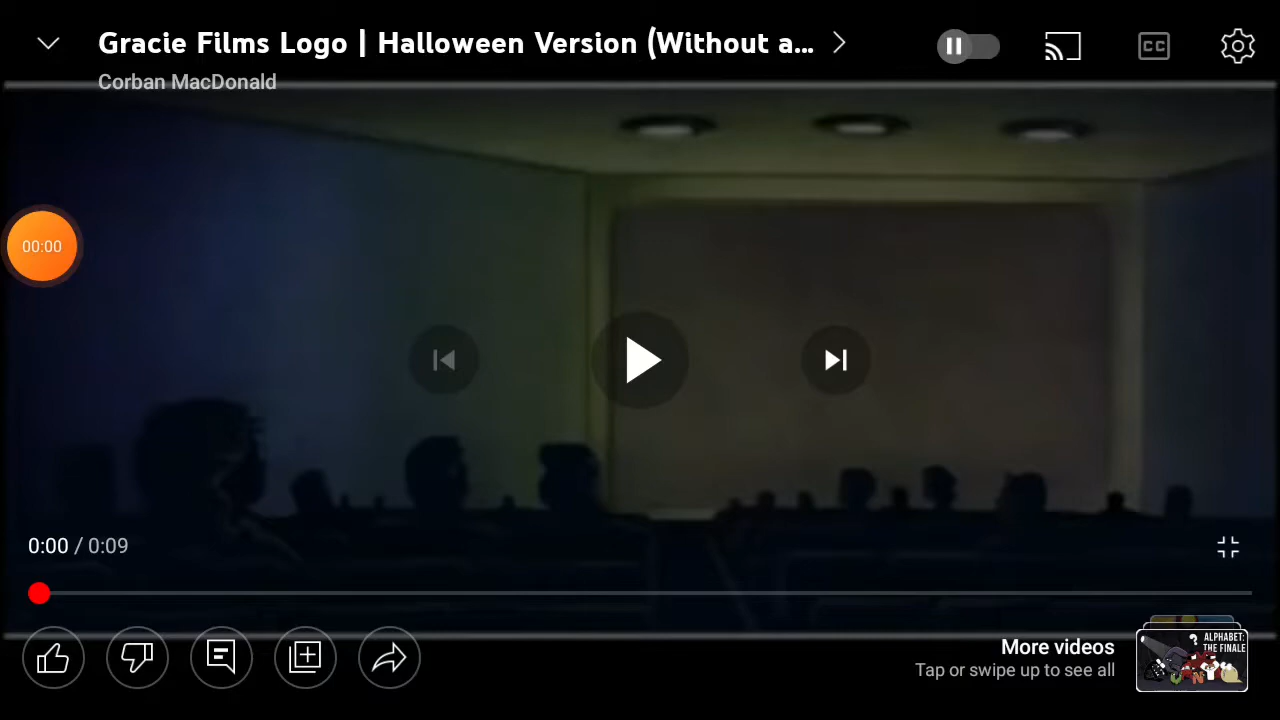 Gracie Films Logo | Halloween Version (Without a...
Corban MacDonald
CC
00:00
0:00 / 0:09
More videos
Tap or swipe up to see all
ALPHABET:
THE FINALE
?